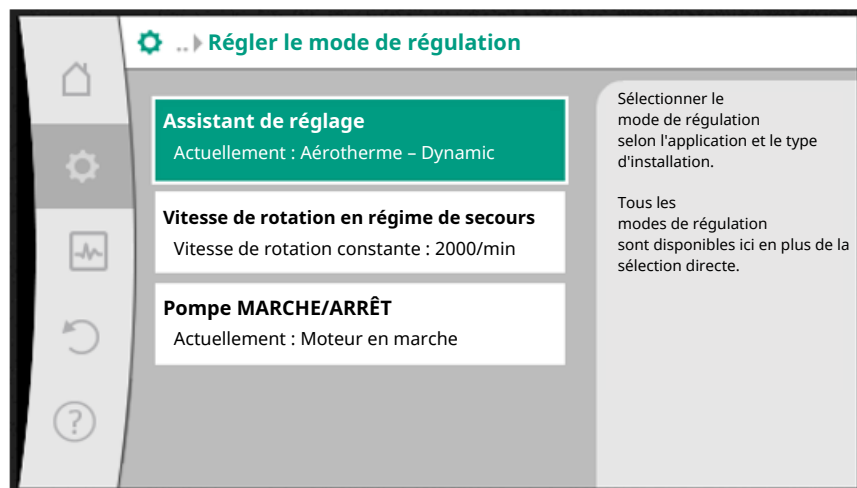 .. Régler le mode de régulation
Assistant de réglage
Actuellement : Aérotherme – Dynamic
Vitesse de rotation en régime de secours
Vitesse de rotation constante : 2000/min
Pompe MARCHE/ARRÊT
Actuellement : Moteur en marche
Sélectionner le
mode de régulation
selon l'application et le type
d'installation.
Tous les
modes de régulation
sont disponibles ici en plus de la
sélection directe.
?